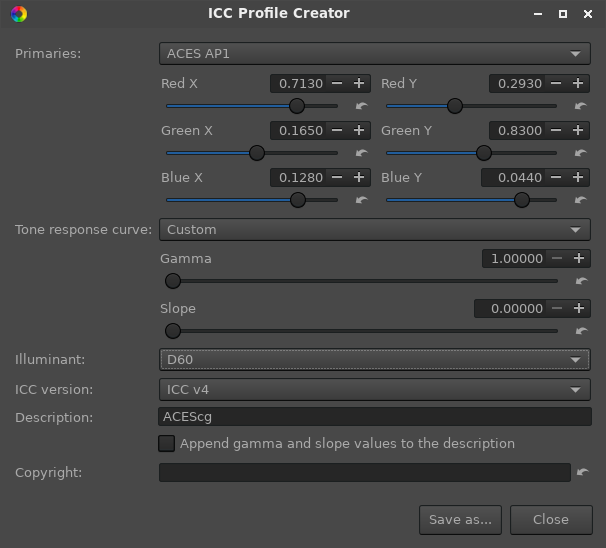 ICC Profile Creator
Primaries:
ACES AP1
Red X 0.7130 Red Y 0.2930
Green X 0.1650 Green Y 0.8300
Blue X 0.1280 Blue Y 0.0440
Tone response curve: Custom
Gamma 1.00000
Slope 0.00000
Illuminant: D60
ICC version: ICC v4
Description: ACEScg
Append gamma and slope values to the description
Copyright:
Save as... Close